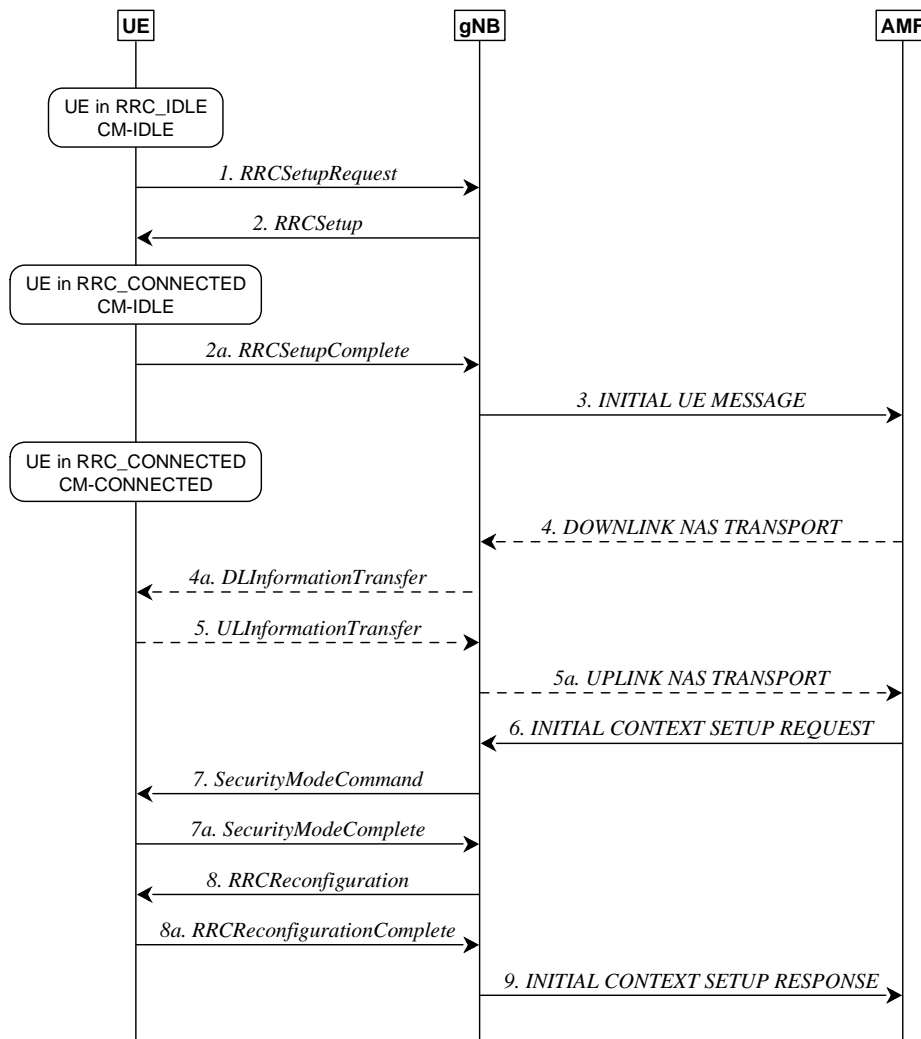 UE
gNB
AMF
UE in RRC_IDLE
CM-IDLE
1. RRCSetupRequest
2. RRCSetup
UE in RRC_CONNECTED
CM-IDLE
2a. RRCSetupComplete
3. INITIAL UE MESSAGE
UE in RRC_CONNECTED
CM-CONNECTED
4. DOWNLINK NAS TRANSPORT
4a. DLInformationTransfer
5. ULInformationTransfer
5a. UPLINK NAS TRANSPORT
6. INITIAL CONTEXT SETUP REQUEST
7. SecurityModeCommand
7a. SecurityModeComplete
8. RRCReconfiguration
8a. RRCReconfigurationComplete
9. INITIAL CONTEXT SETUP RESPONSE